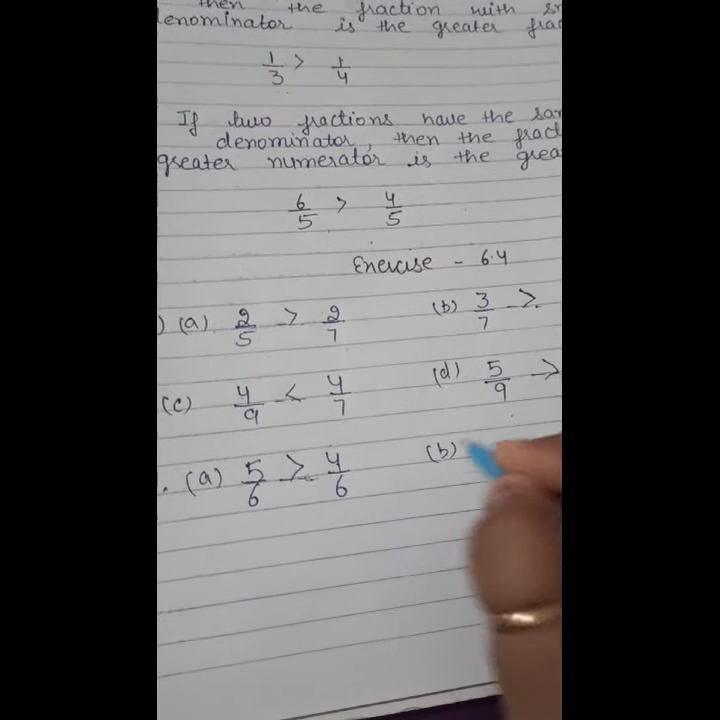 then the fraction with
denominator is the greater
1/3 > 1/4
If two fractions have the
denominator, then the
greater numerator is the
6/5 > 4/5
Exercise - 6.4
) (a) 2/5 > 2/7 (b) 3/7 >
(c) 4/9 < 4/7 (d) 5/9 >
. (a) 5/6 > 4/6 (b)